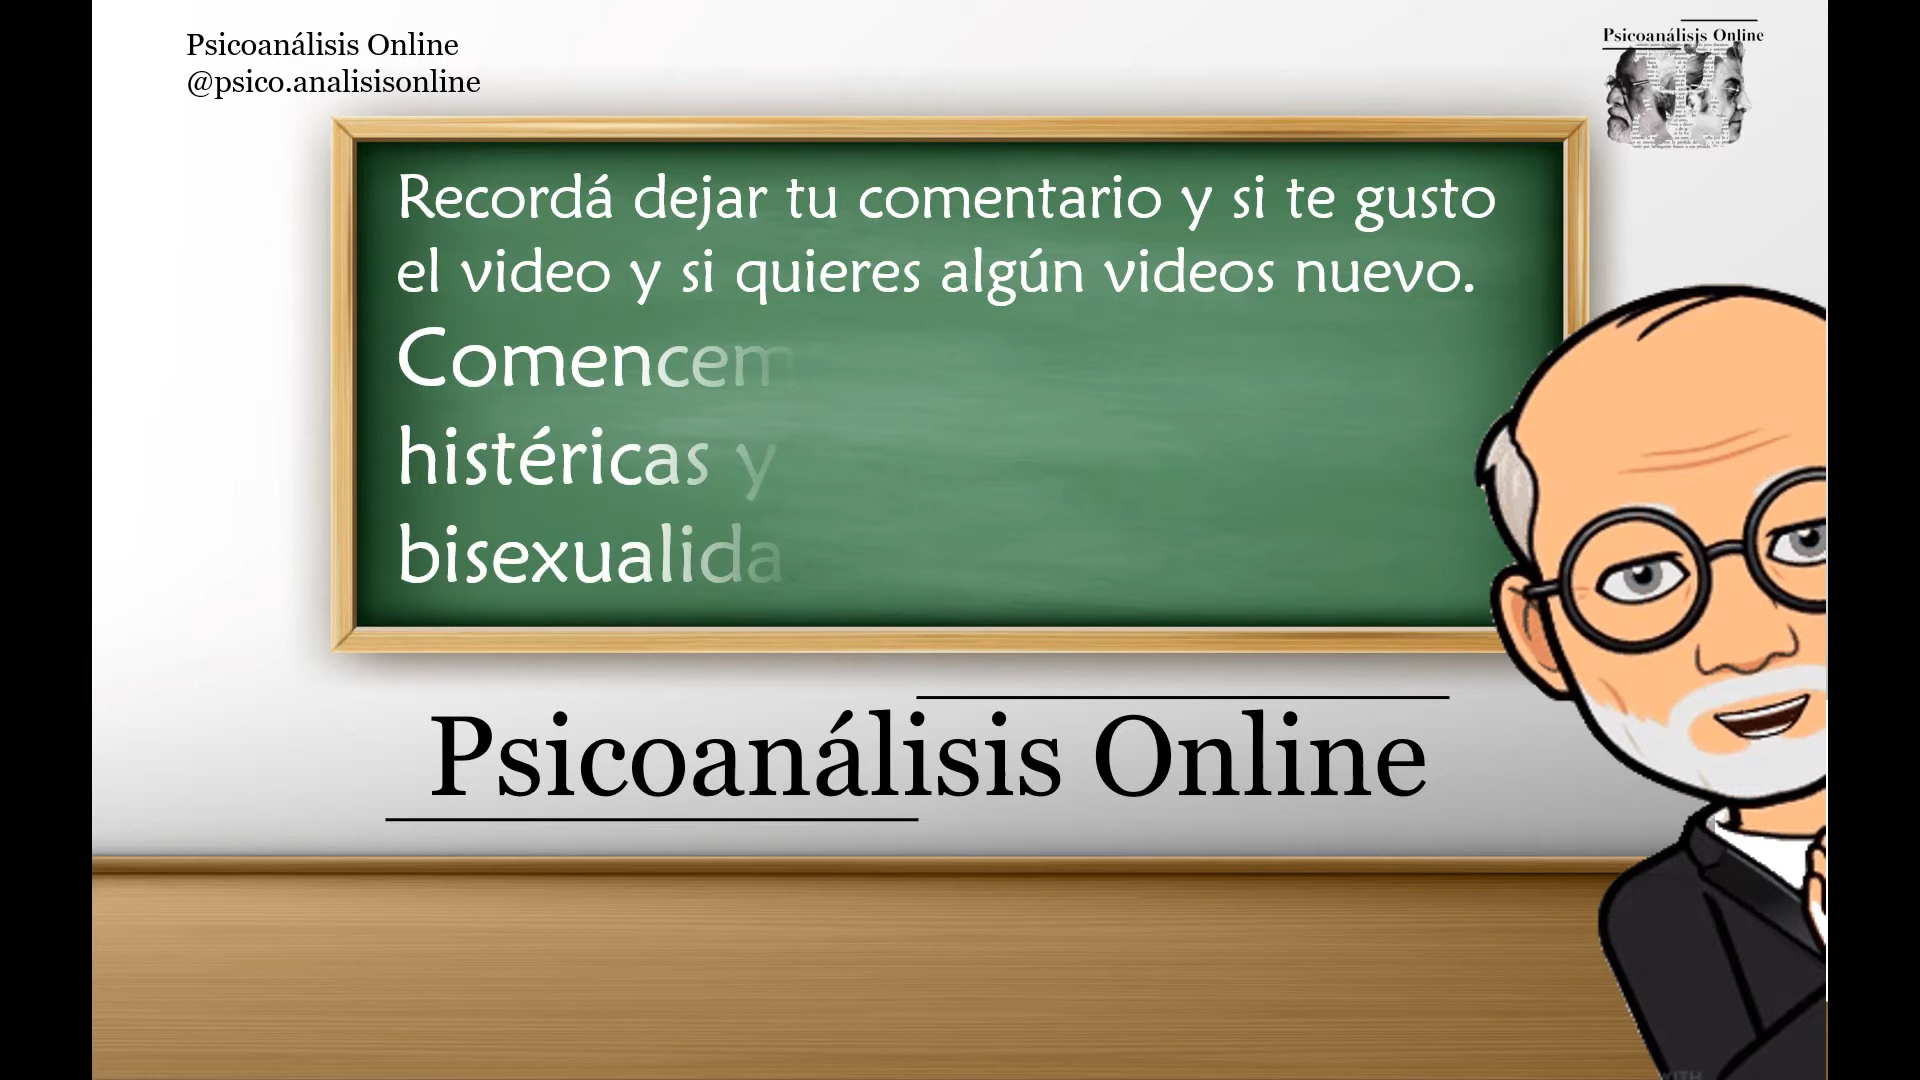 Psicoanálisis Online
@psico.analisisonline
Psicoanálisis Online
Recordá dejar tu comentario y si te gusto
el video y si quieres algún videos nuevo.
Comencem
histéricas y
bisexualida
Psicoanálisis Online